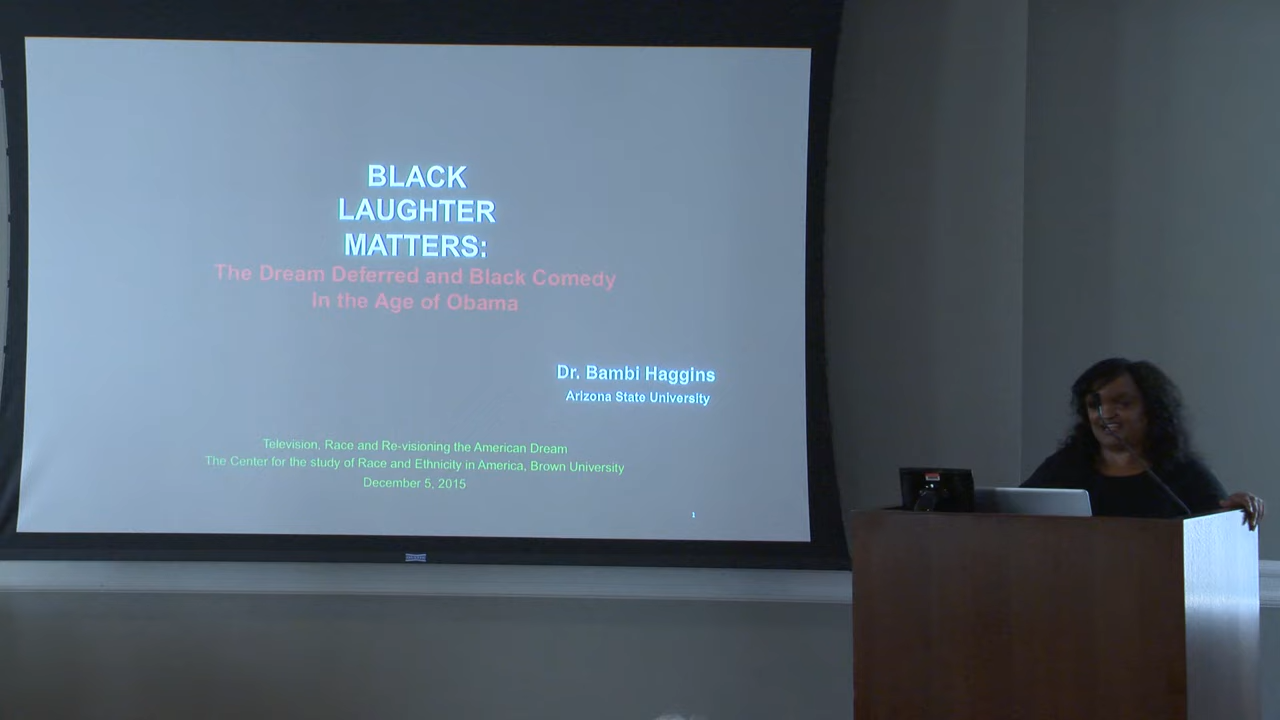 BLACK
LAUGHTER
MATTERS:
The Dream Deferred and Black Comedy
in the Age of Obama
Dr. Bambi Haggins
Arizona State University
Television, Race and Re-visioning the American Dream
The Center for the study of Race and Ethnicity in America, Brown University
December 5, 2015
1